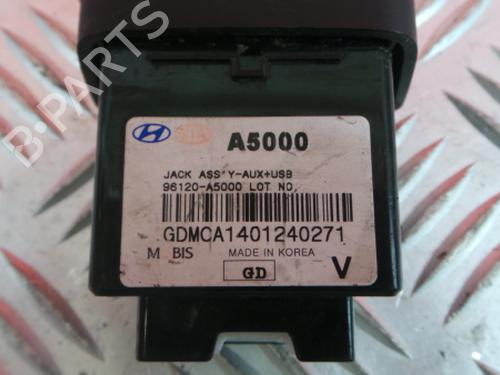 B-PARTS
A5000
JACK ASS'Y-AUX+USB
96120-A5000 LOT NO.
GDMCA1401240271
M BIS MADE IN KOREA
GD
V